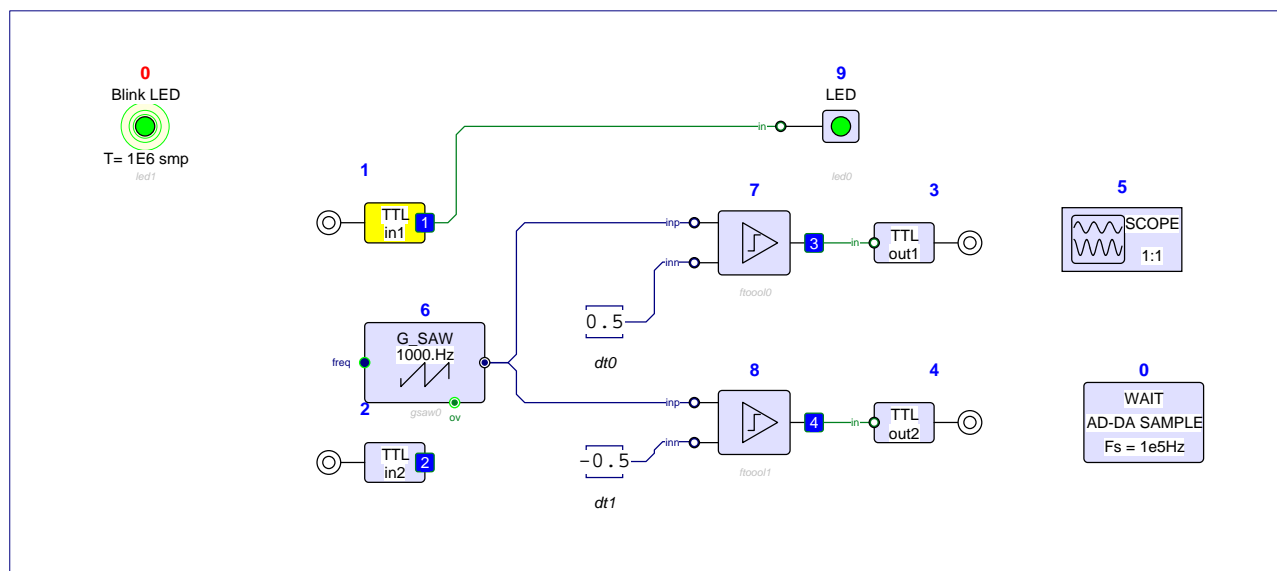 0
Blink LED
T= 1E6 smp
led1
9
LED
in
led0
1
TTL
in1
1
7
inp
inn
3
ftoool0
3
in
TTL
out1
5
SCOPE
1:1
6
G_SAW
1000.Hz
freq
gsaw0
ov
0.5
dt0
2
TTL
in2
2
8
inp
inn
4
ftoool1
-0.5
dt1
4
in
TTL
out2
0
WAIT
AD-DA SAMPLE
Fs = 1e5Hz